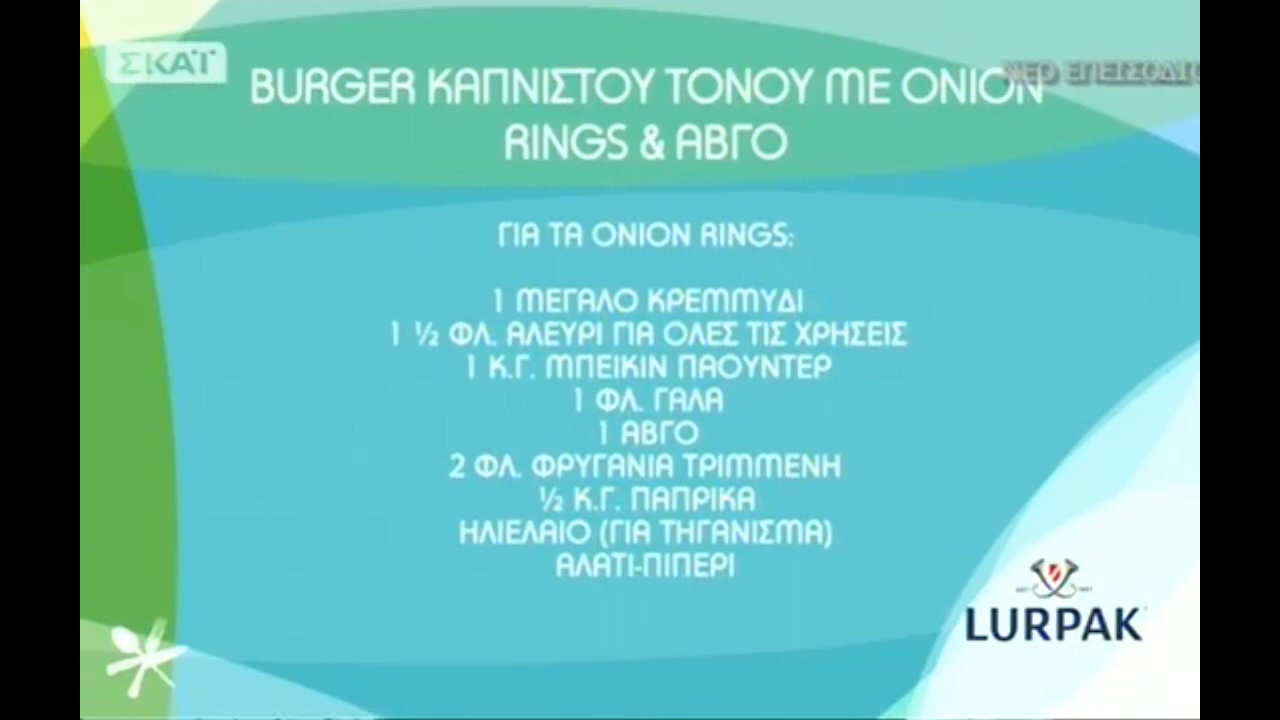 ΣΚΑΪ
ΝΕΟ ΕΠΕΙΣΟΔΙΟ
BURGER ΚΑΠΝΙΣΤΟΥ ΤΟΝΟΥ ΜΕ ONION
RINGS & ΑΒΓΟ
ΓΙΑ ΤΑ ONION RINGS:
1 ΜΕΓΑΛΟ ΚΡΕΜΜΥΔΙ
1 ½ ΦΛ. ΑΛΕΥΡΙ ΓΙΑ ΟΛΕΣ ΤΙΣ ΧΡΗΣΕΙΣ
1 Κ.Γ. ΜΠΕΙΚΙΝ ΠΑΟΥΝΤΕΡ
1 ΦΛ. ΓΑΛΑ
1 ΑΒΓΟ
2 ΦΛ. ΦΡΥΓΑΝΙΑ ΤΡΙΜΜΕΝΗ
½ Κ.Γ. ΠΑΠΡΙΚΑ
ΗΛΙΕΛΑΙΟ (ΓΙΑ ΤΗΓΑΝΙΣΜΑ)
ΑΛΑΤΙ-ΠΙΠΕΡΙ
LURPAK